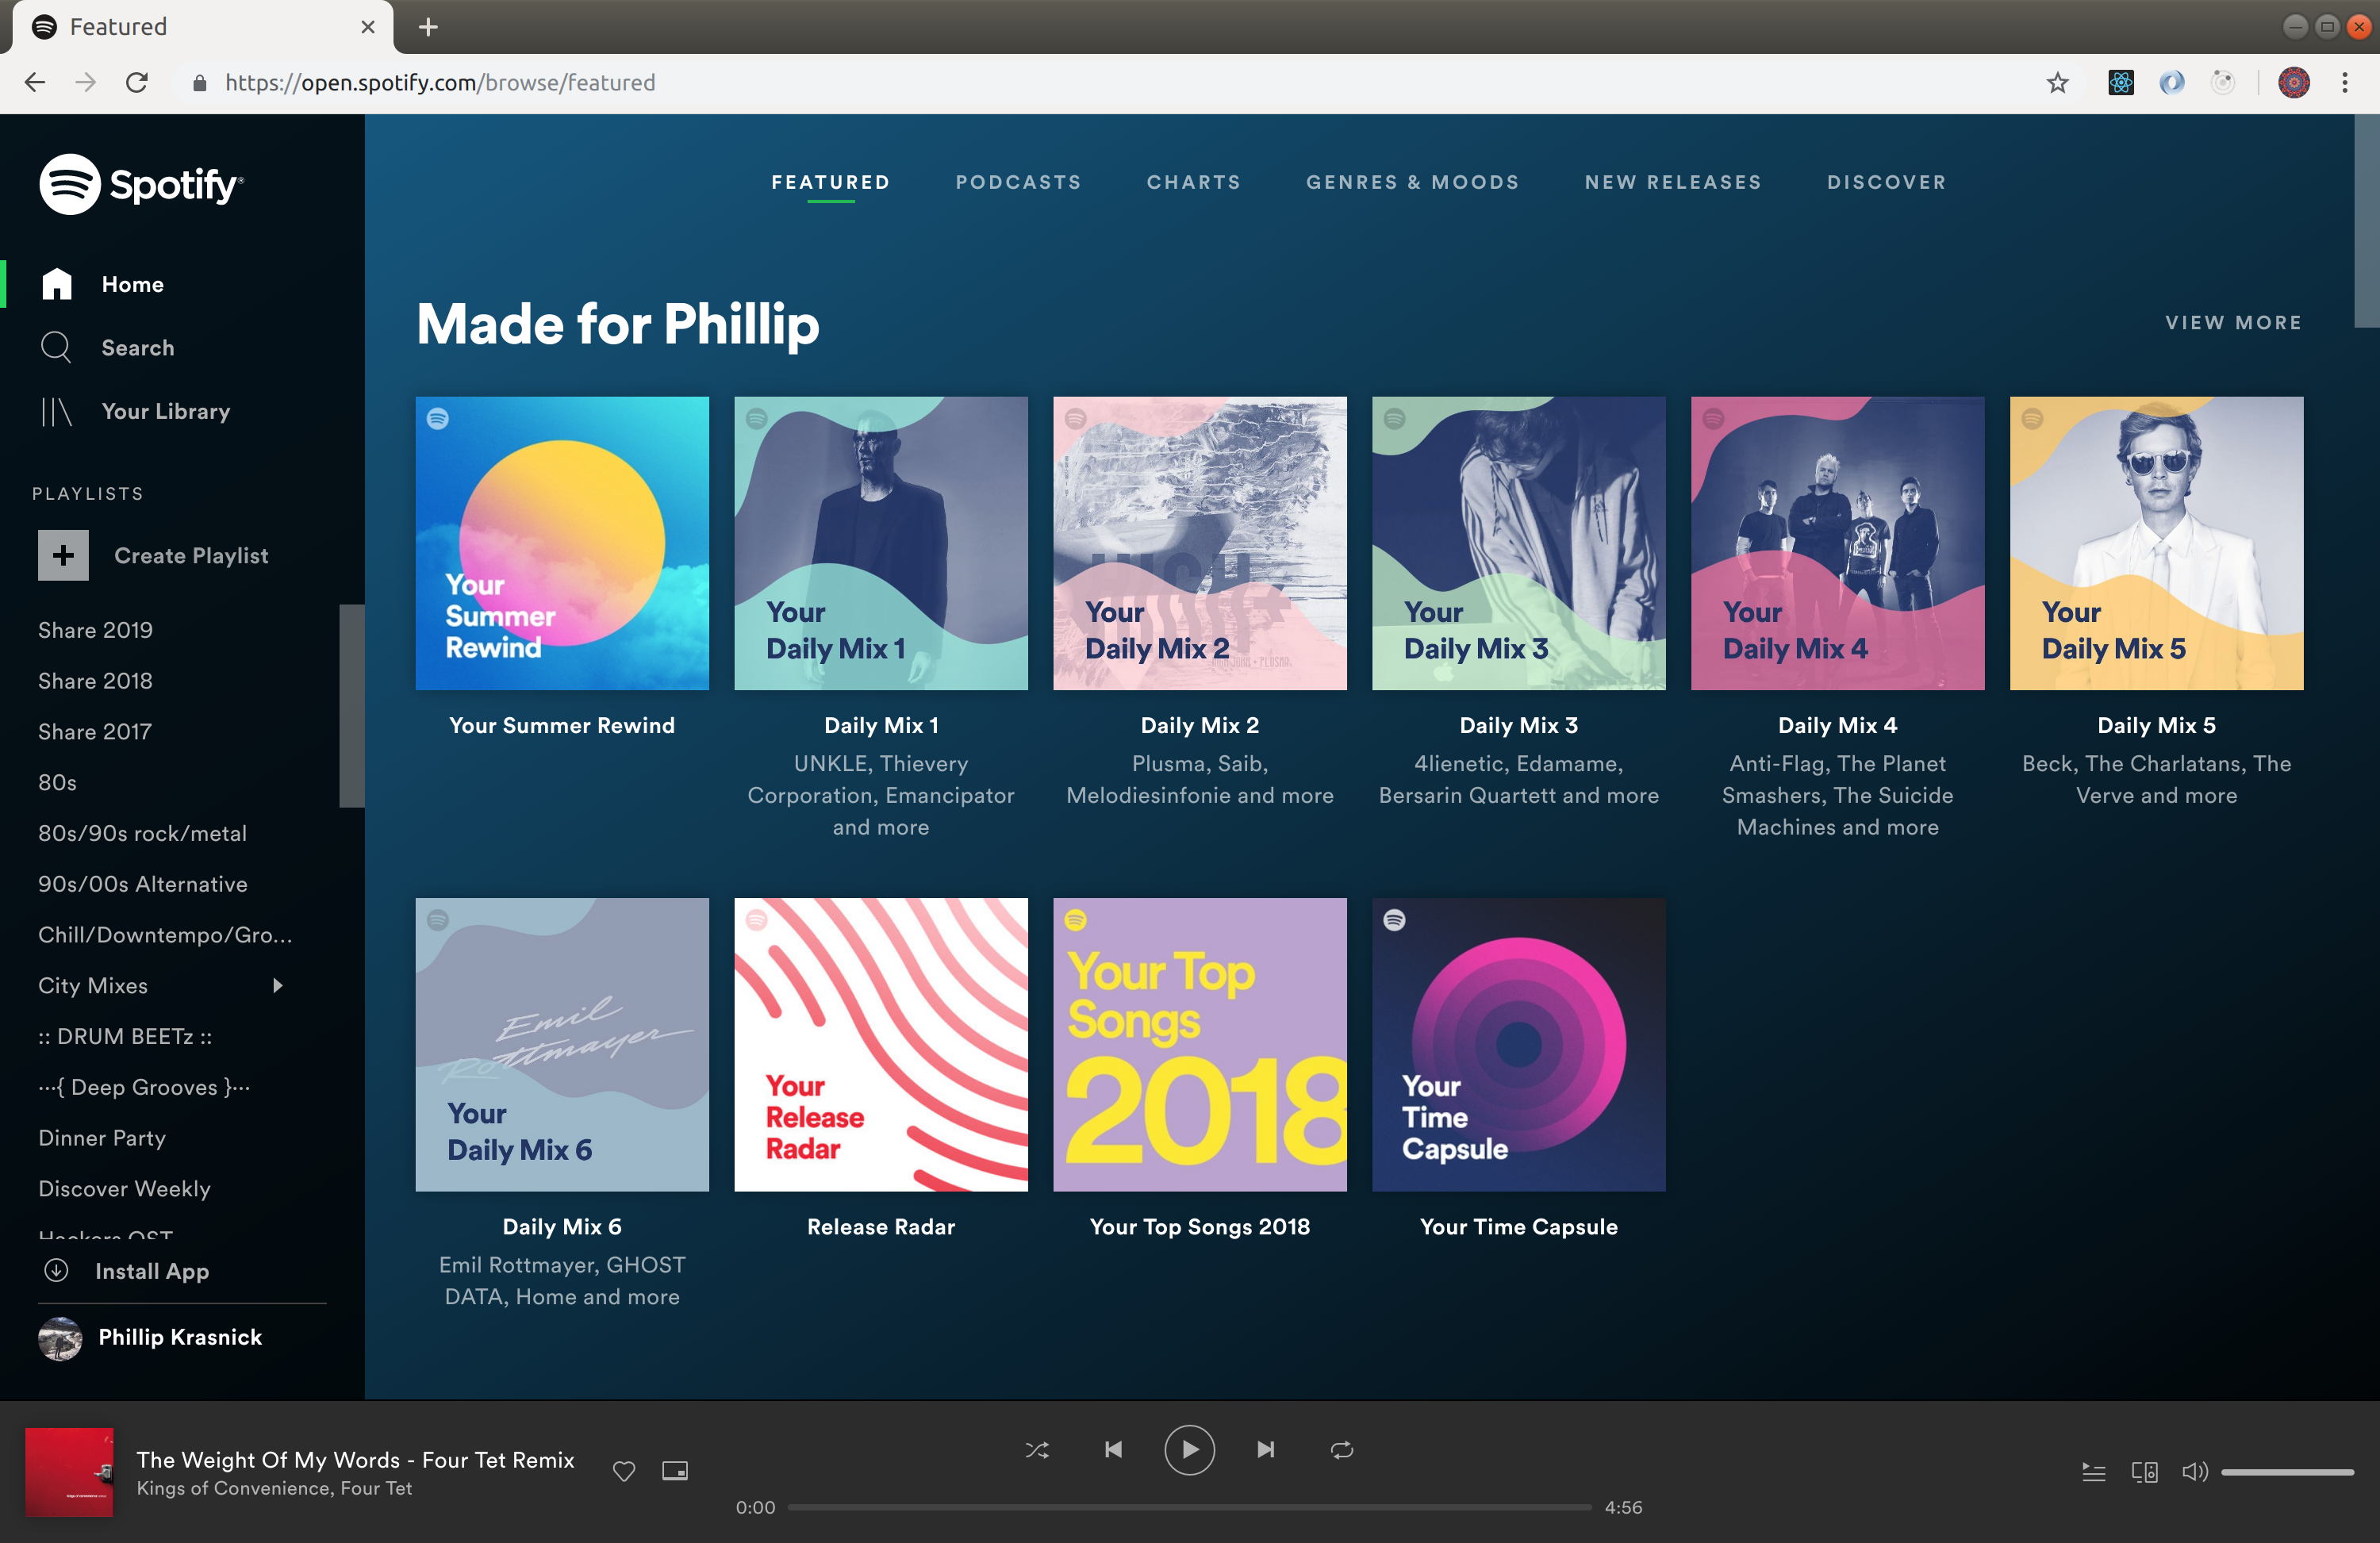 Featured
https://open.spotify.com/browse/featured
Spotify®
Home
Search
Your Library
PLAYLISTS
Create Playlist
Share 2019
Share 2018
Share 2017
80s
80s/90s rock/metal
90s/00s Alternative
Chill/Downtempo/Gro...
City Mixes
:: DRUM BEETz ::
···{ Deep Grooves }···
Dinner Party
Discover Weekly
Hackers OST
Install App
Phillip Krasnick
FEATURED PODCASTS CHARTS GENRES & MOODS NEW RELEASES DISCOVER
Made for Phillip
VIEW MORE
Your
Summer
Rewind
Your Summer Rewind
Your
Daily Mix 1
Daily Mix 1
UNKLE, Thievery
Corporation, Emancipator
and more
Your
Daily Mix 2
Daily Mix 2
Plusma, Saib,
Melodiesinfonie and more
Your
Daily Mix 3
Daily Mix 3
4lienetic, Edamame,
Bersarin Quartett and more
Your
Daily Mix 4
Daily Mix 4
Anti-Flag, The Planet
Smashers, The Suicide
Machines and more
Your
Daily Mix 5
Daily Mix 5
Beck, The Charlatans, The
Verve and more
Emil
Rottmayer
Your
Daily Mix 6
Daily Mix 6
Emil Rottmayer, GHOST
DATA, Home and more
Your
Release
Radar
Release Radar
Your Top
Songs
2018
Your Top Songs 2018
Your
Time
Capsule
Your Time Capsule
The Weight Of My Words - Four Tet Remix
Kings of Convenience, Four Tet
0:00
4:56